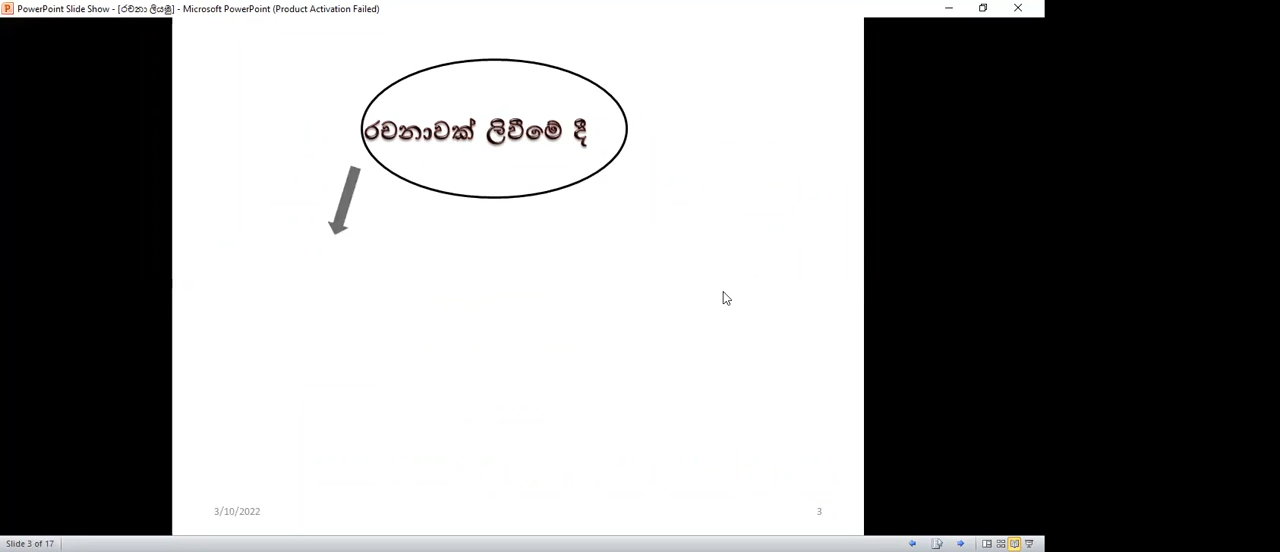 PowerPoint Slide Show - [රචනා ලියමු] - Microsoft PowerPoint (Product Activation Failed)
රචනාවක් ලිවීමේ දී
3/10/2022
3
Slide 3 of 17